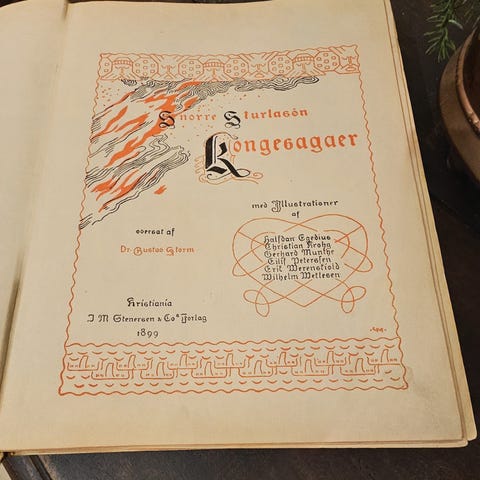 Snorre Sturlasön
Kongesagaer
med Illustrationer
af
oversat af
Dr. Gustav Storm
Halfdan Egedius
Christian Krohg
Gerhard Munthe
Eilif Peterssen
Erik Werenskiold
Wilhelm Wetlesen
Kristiania
J M Stenersen & Co⁠s Forlag
1899